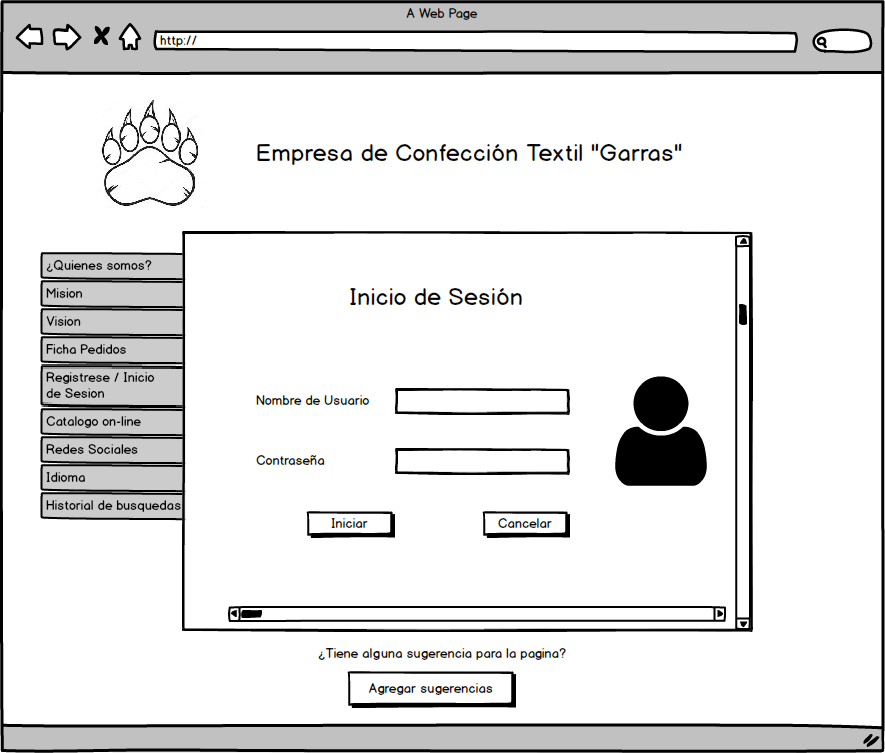 A Web Page
http://
Empresa de Confección Textil "Garras"
¿Quienes somos?
Mision
Vision
Ficha Pedidos
Registrese / Inicio
de Sesion
Catalogo on-line
Redes Sociales
Idioma
Historial de busquedas
Inicio de Sesión
Nombre de Usuario
Contraseña
Iniciar
Cancelar
¿Tiene alguna sugerencia para la pagina?
Agregar sugerencias